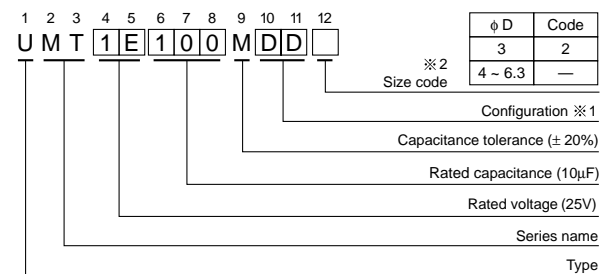 1 2 3 4 5 6 7 8 9 10 11 12
U M T 1 E 1 0 0 M D D
φ D Code
3 2
4 ~ 6.3 —
※2
Size code
Configuration ※1
Capacitance tolerance (± 20%)
Rated capacitance (10μF)
Rated voltage (25V)
Series name
Type